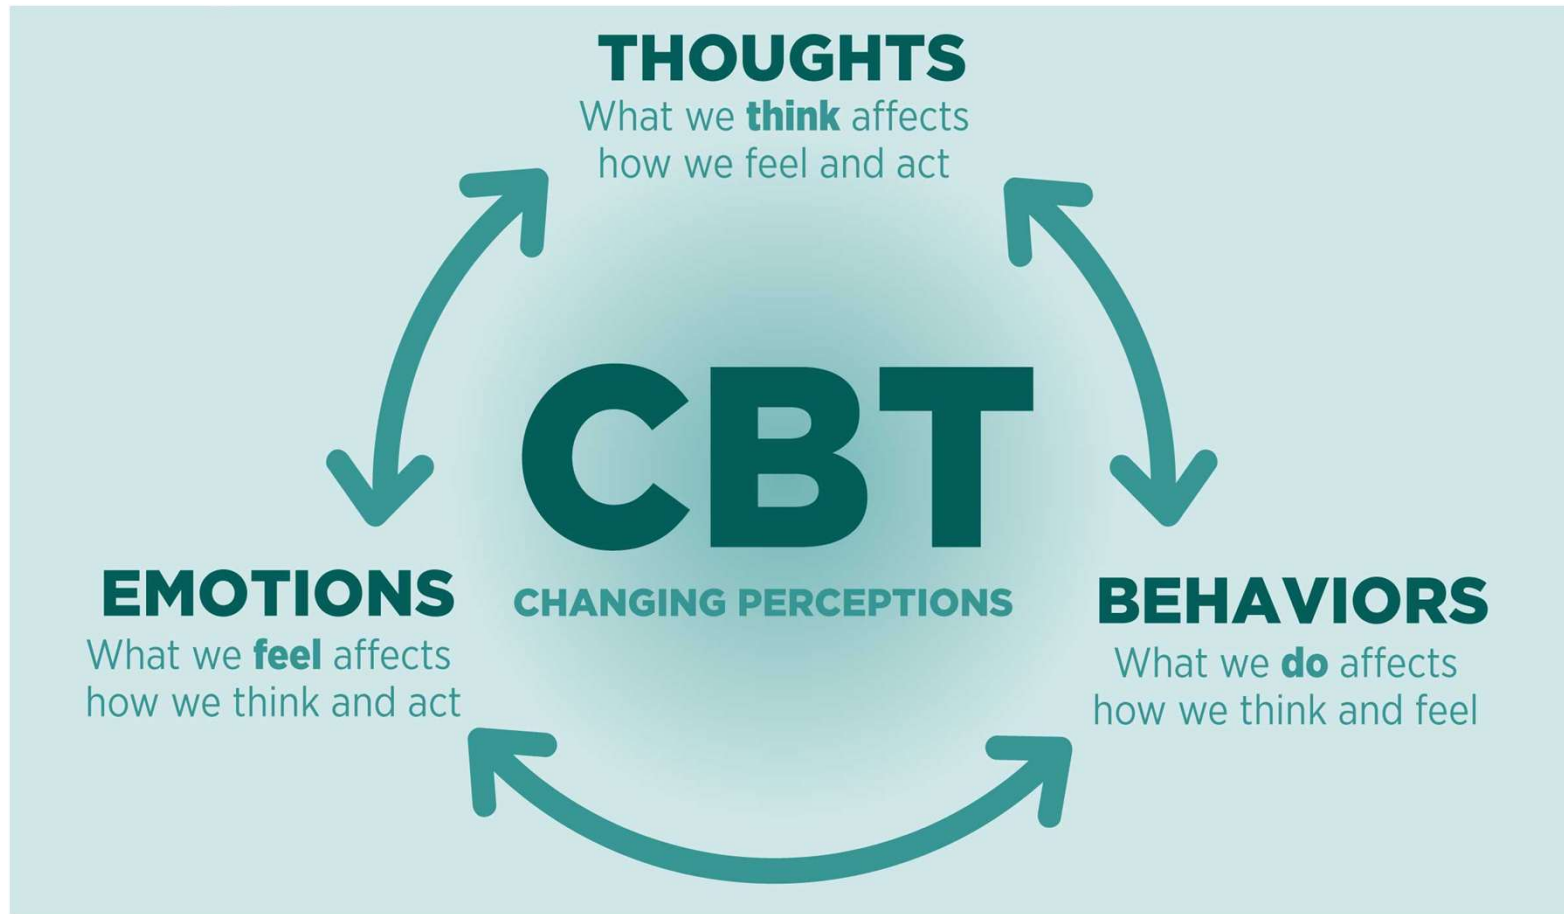 THOUGHTS
What we think affects
how we feel and act
CBT
CHANGING PERCEPTIONS
EMOTIONS
What we feel affects
how we think and act
BEHAVIORS
What we do affects
how we think and feel